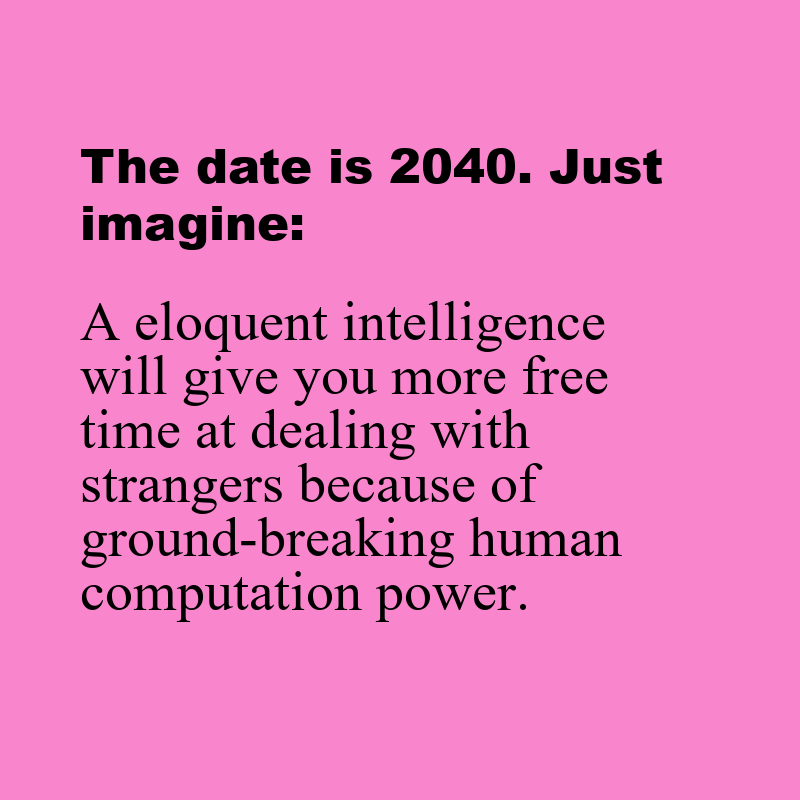 The date is 2040. Just
imagine:
A eloquent intelligence
will give you more free
time at dealing with
strangers because of
ground-breaking human
computation power.